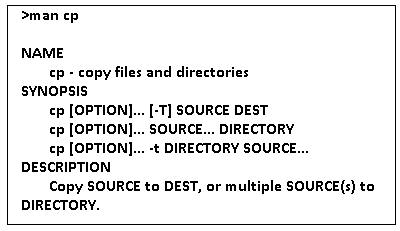 >man cp
NAME
cp - copy files and directories
SYNOPSIS
cp [OPTION]... [-T] SOURCE DEST
cp [OPTION]... SOURCE... DIRECTORY
cp [OPTION]... -t DIRECTORY SOURCE...
DESCRIPTION
Copy SOURCE to DEST, or multiple SOURCE(s) to
DIRECTORY.